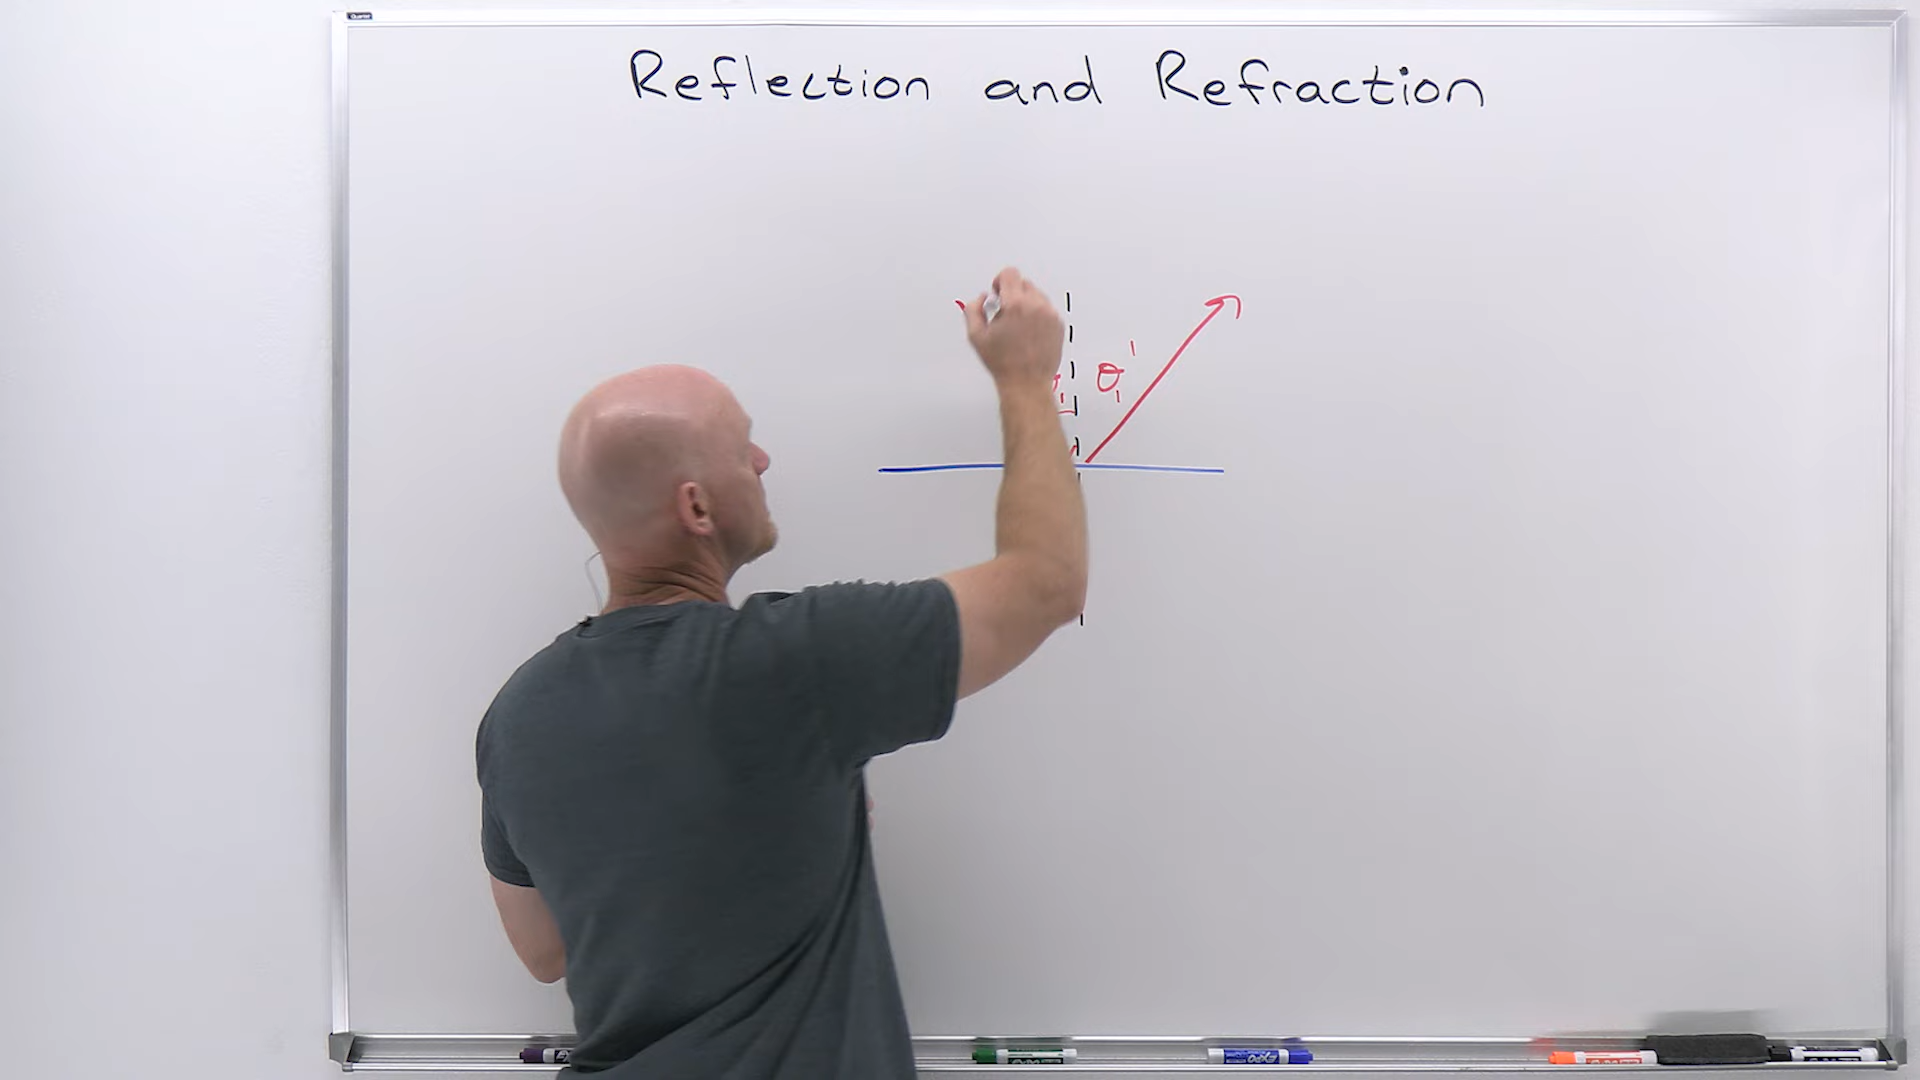 Reflection and Refraction
θ₁'